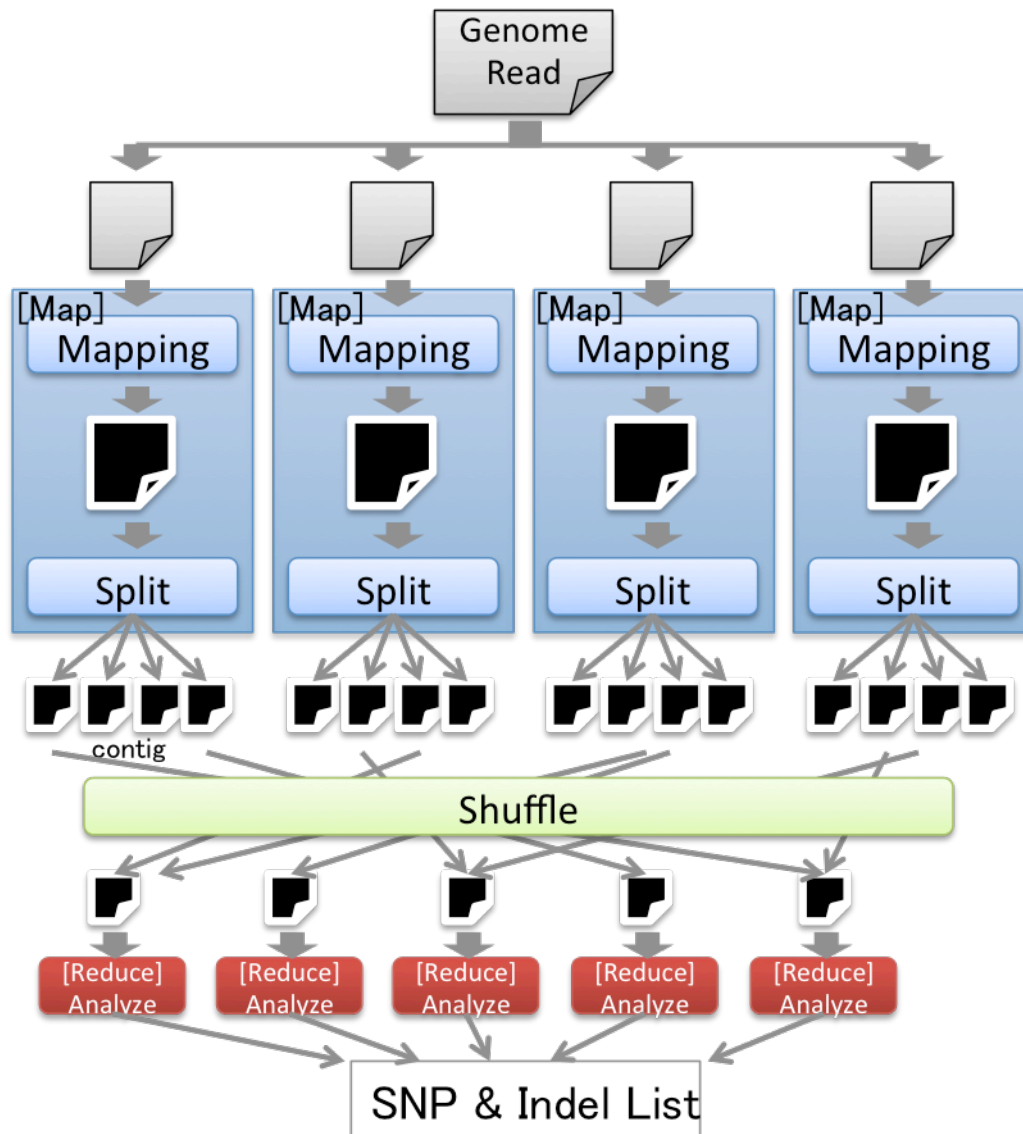 Genome
Read
[Map] [Map] [Map] [Map]
Mapping Mapping Mapping Mapping
Split Split Split Split
contig
Shuffle
[Reduce] [Reduce] [Reduce] [Reduce] [Reduce]
Analyze Analyze Analyze Analyze Analyze
SNP & Indel List